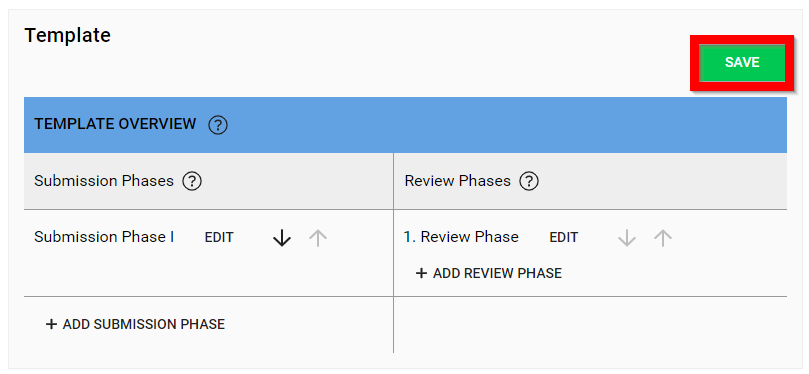 Template
SAVE
TEMPLATE OVERVIEW ?
Submission Phases ?
Review Phases ?
Submission Phase I EDIT
1. Review Phase EDIT
+ ADD REVIEW PHASE
+ ADD SUBMISSION PHASE